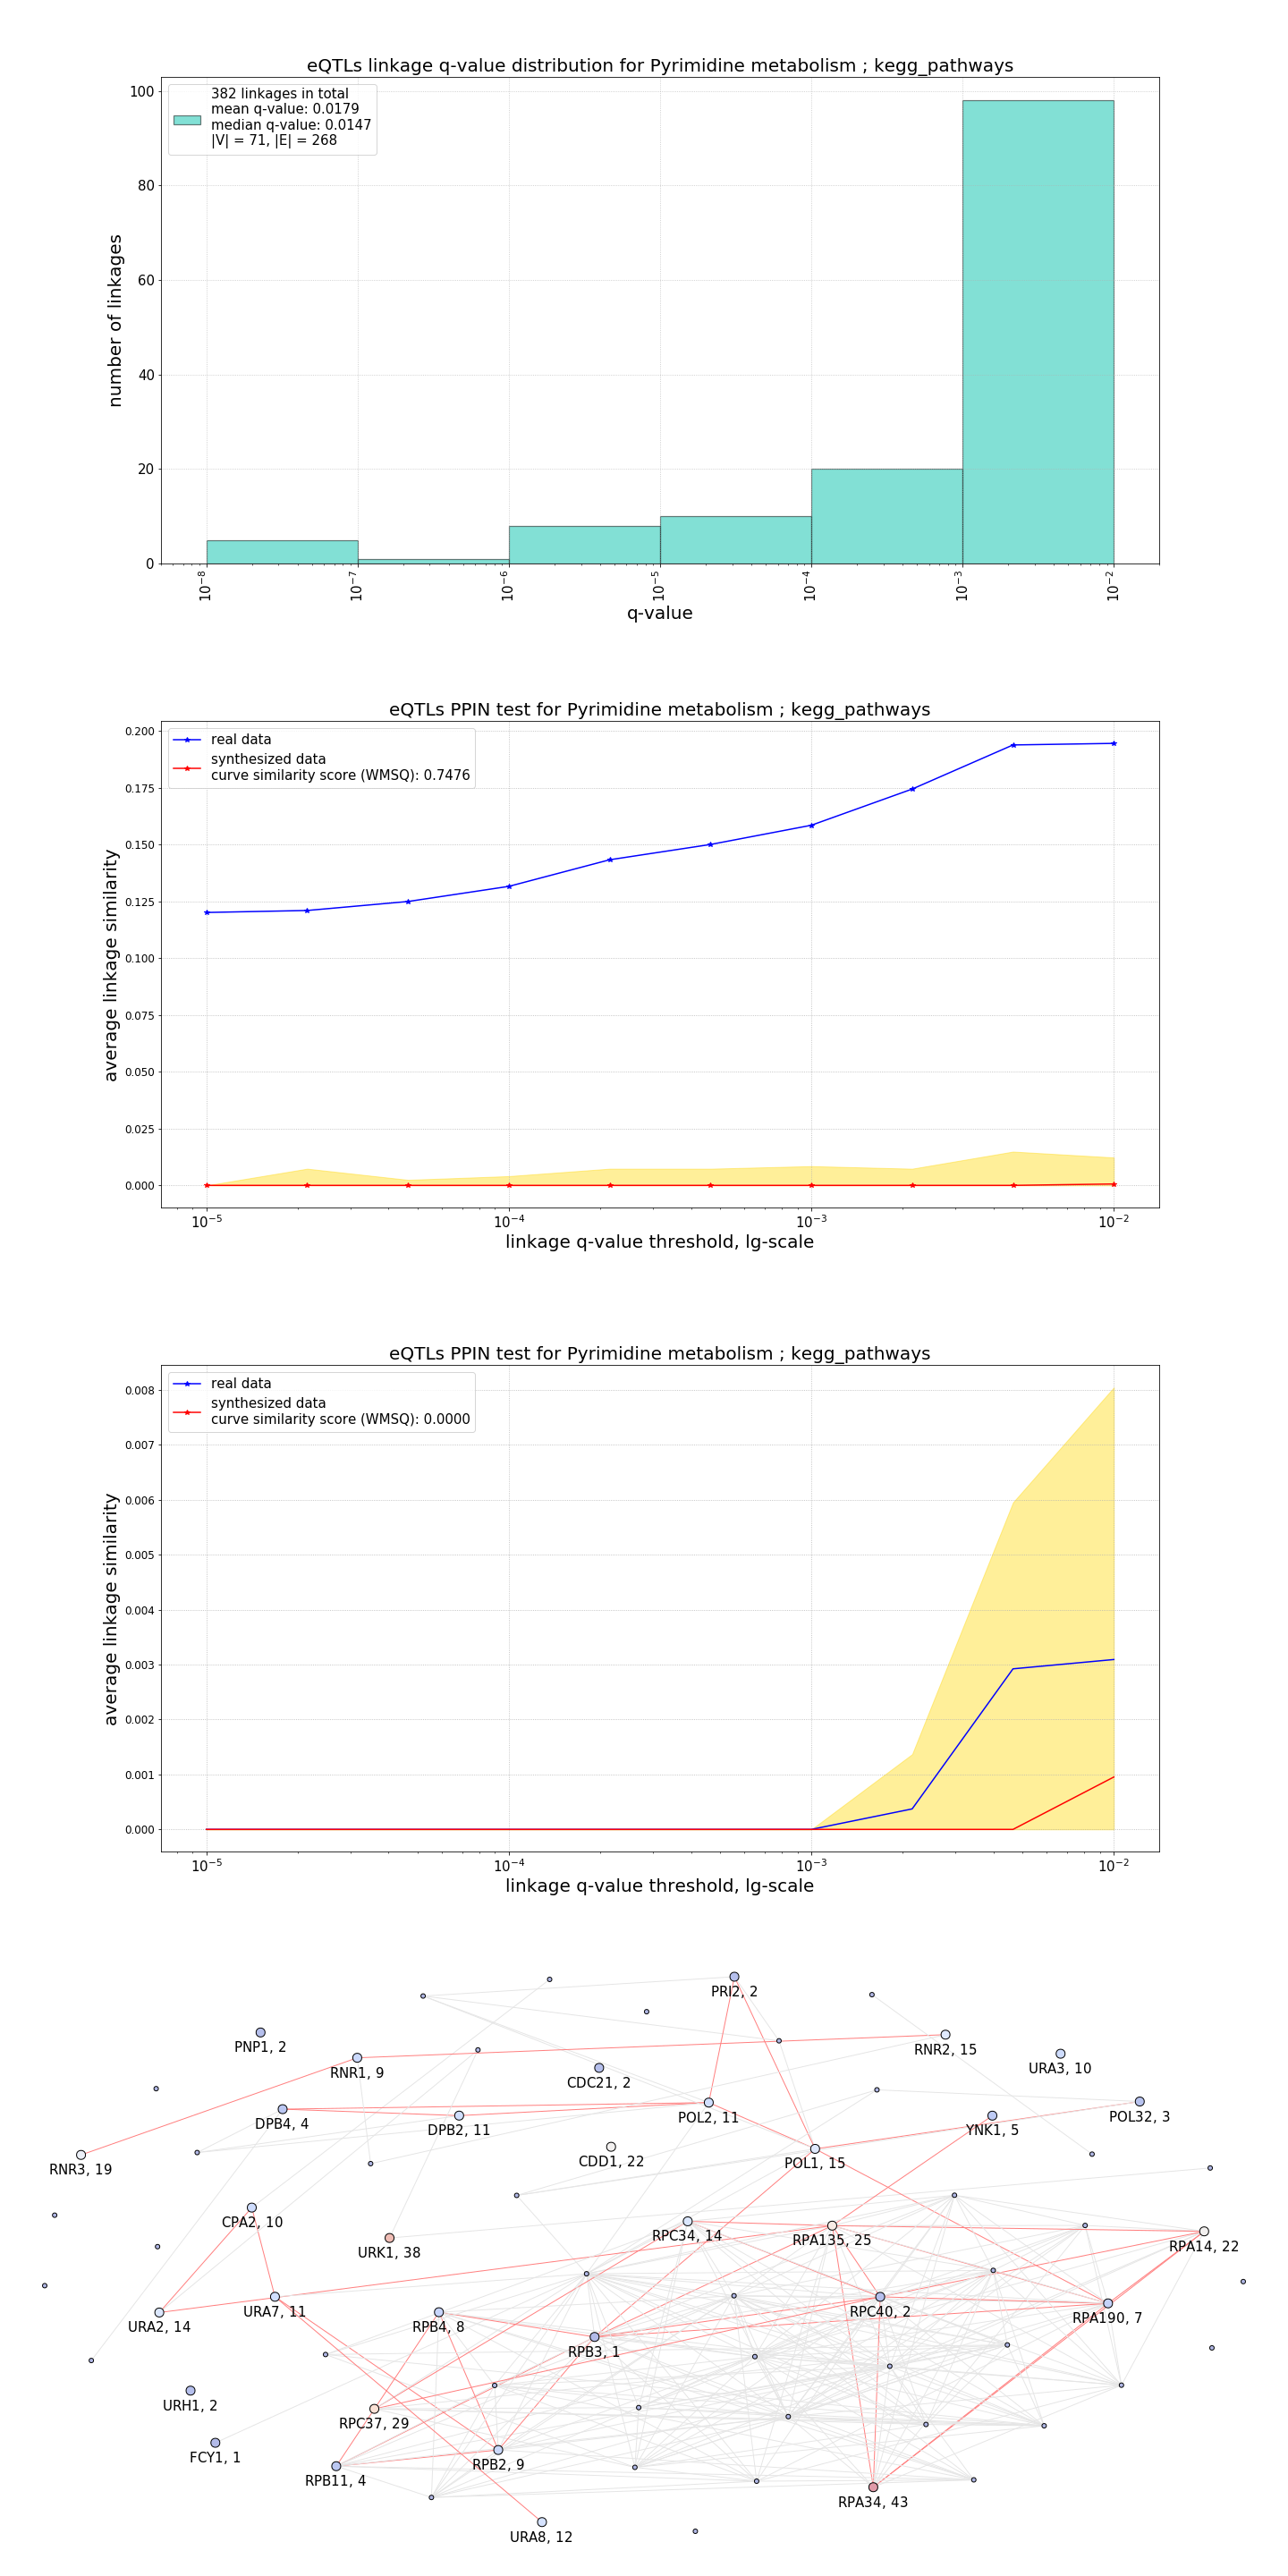 eQTLs linkage q-value distribution for Pyrimidine metabolism ; kegg_pathways
382 linkages in total
mean q-value: 0.0179
median q-value: 0.0147
|V| = 71, |E| = 268
number of linkages
100
80
60
40
20
0
10⁻⁸
10⁻⁷
10⁻⁶
10⁻⁵
10⁻⁴
10⁻³
10⁻²
q-value
eQTLs PPIN test for Pyrimidine metabolism ; kegg_pathways
real data
synthesized data
curve similarity score (WMSQ): 0.7476
average linkage similarity
0.200
0.175
0.150
0.125
0.100
0.075
0.050
0.025
0.000
10⁻⁵
10⁻⁴
10⁻³
10⁻²
linkage q-value threshold, lg-scale
eQTLs PPIN test for Pyrimidine metabolism ; kegg_pathways
real data
synthesized data
curve similarity score (WMSQ): 0.0000
average linkage similarity
0.008
0.007
0.006
0.005
0.004
0.003
0.002
0.001
0.000
10⁻⁵
10⁻⁴
10⁻³
10⁻²
linkage q-value threshold, lg-scale
PRI2, 2
PNP1, 2
RNR2, 15
URA3, 10
RNR1, 9
CDC21, 2
DPB4, 4
DPB2, 11
POL2, 11
YNK1, 5
POL32, 3
RNR3, 19
CDD1, 22
POL1, 15
CPA2, 10
URK1, 38
RPC34, 14
RPA135, 25
RPA14, 22
URA2, 14
URA7, 11
RPB4, 8
RPB3, 1
RPC40, 2
RPA190, 7
URH1, 2
RPC37, 29
FCY1, 1
RPB11, 4
RPB2, 9
RPA34, 43
URA8, 12